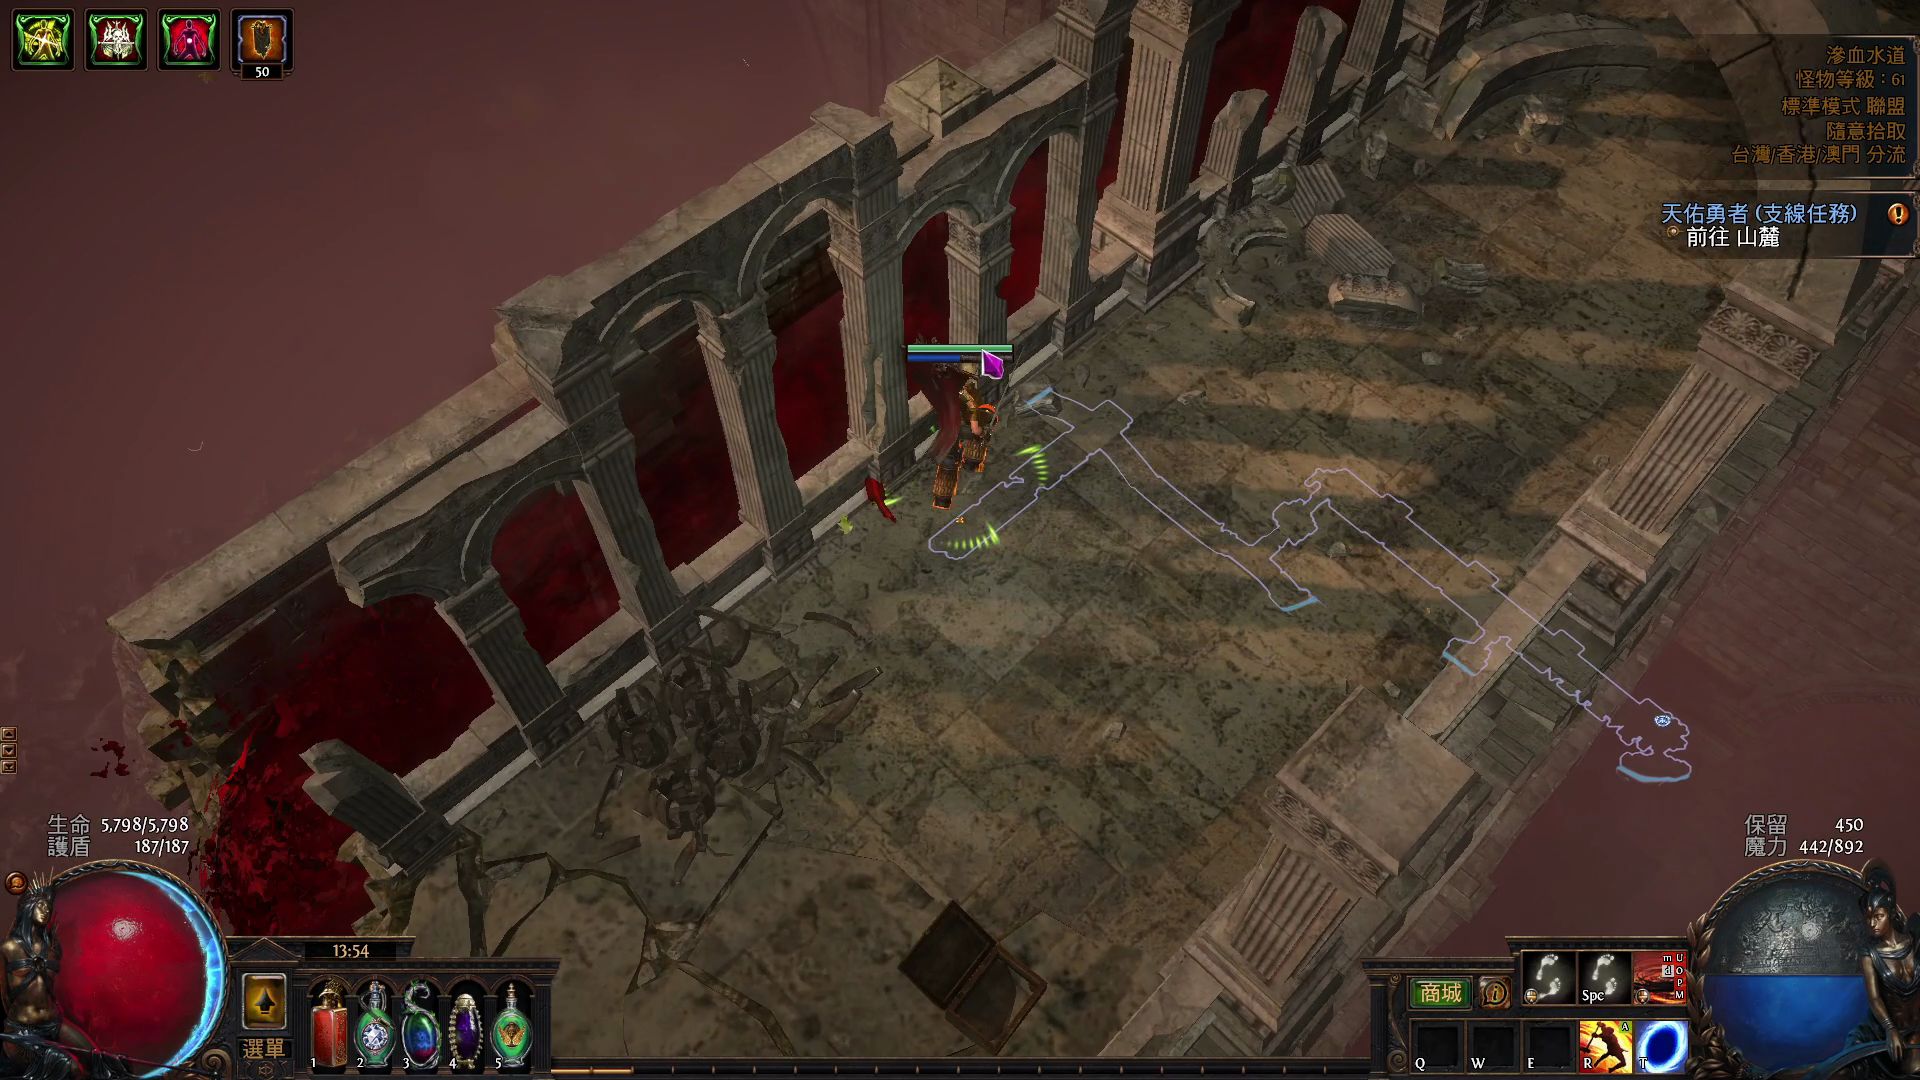 50
滲血水道
怪物等級：61
標準模式 聯盟
隨意拾取
台灣/香港/澳門 分流
天佑勇者 (支線任務)
前往 山麓
生命 5,798/5,798
護盾 187/187
保留 450
魔力 442/892
13:54
選單
1 2 3 4 5
商城
Spc
Q W E R T
A